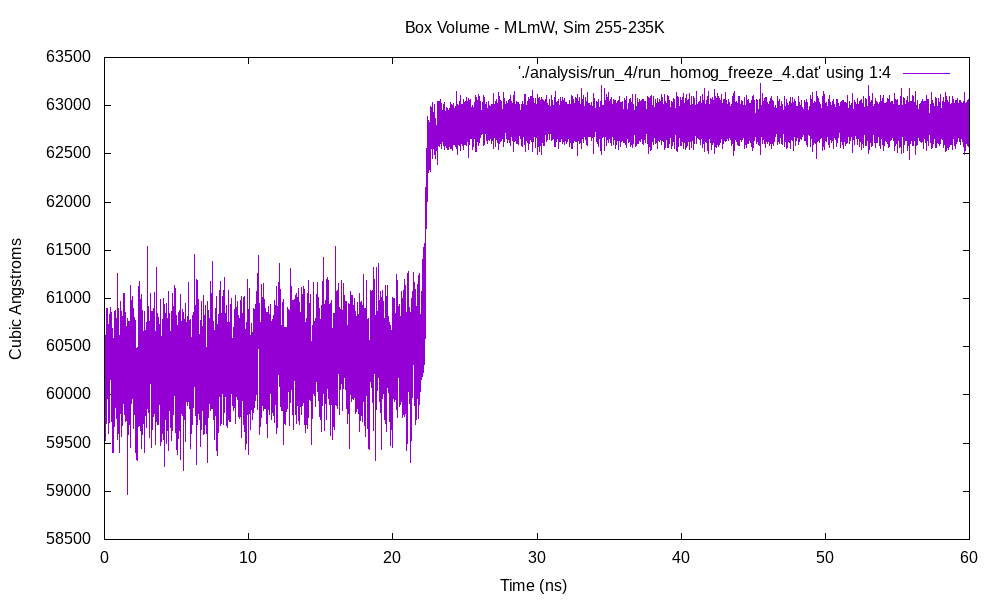 Box Volume - MLmW, Sim 255-235K
'./analysis/run_4/run_homog_freeze_4.dat' using 1:4
63500
63000
62500
62000
61500
61000
60500
60000
59500
59000
58500
Cubic Angstroms
0 10 20 30 40 50 60
Time (ns)